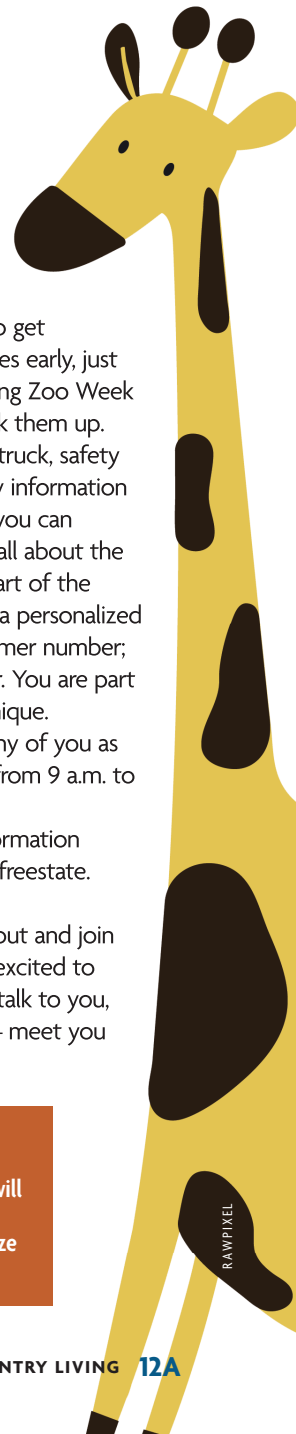 o get
es early, just
ng Zoo Week
k them up.
truck, safety
y information
you can
all about the
art of the
a personalized
mer number;
r. You are part
nique.
ny of you as
from 9 a.m. to
ormation
freestate.
out and join
excited to
talk to you,
– meet you
will
ze
RAWPIXEL
NTRY LIVING 12A